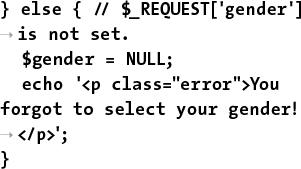 } else { // $_REQUEST['gender']
→ is not set.
$gender = NULL;
echo '<p class="error">You
forgot to select your gender!
→ </p>';
}